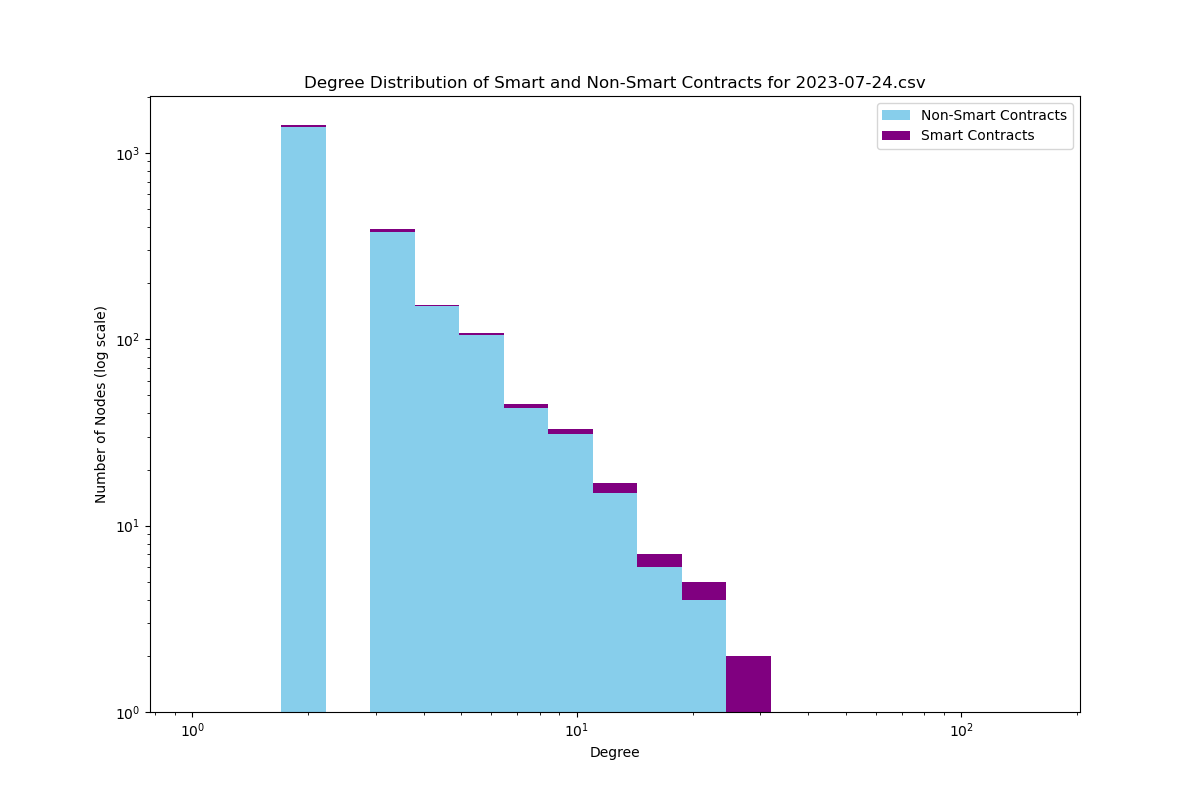 Degree Distribution of Smart and Non-Smart Contracts for 2023-07-24.csv
Non-Smart Contracts
Smart Contracts
Number of Nodes (log scale)
10³
10²
10¹
10⁰
10⁰ 10¹ 10²
Degree